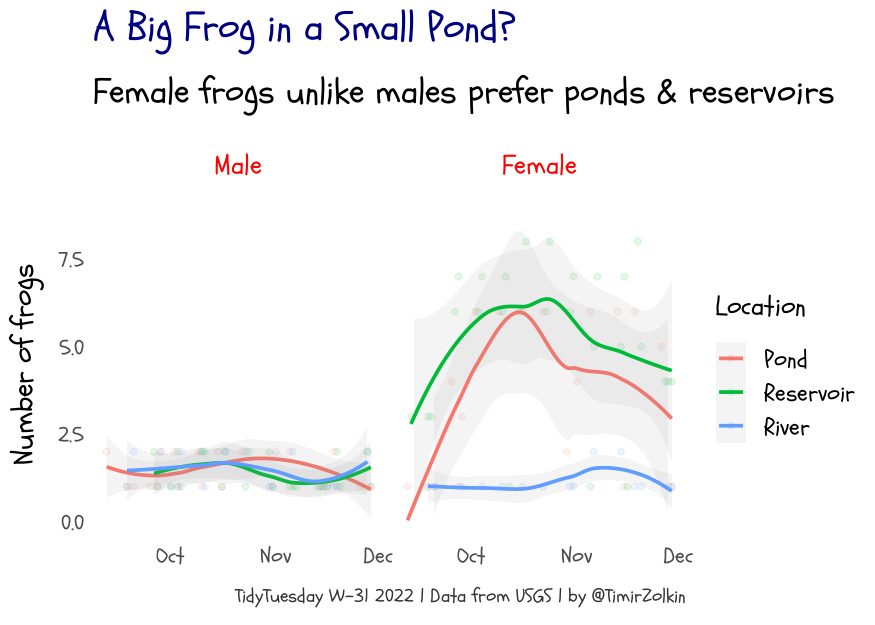 A Big Frog in a Small Pond?
Female frogs unlike males prefer ponds & reservoirs
Male
Female
Number of frogs
7.5
5.0
2.5
0.0
Oct
Nov
Dec
Oct
Nov
Dec
Location
Pond
Reservoir
River
TidyTuesday W-31 2022 | Data from USGS | by @TimirZolkin